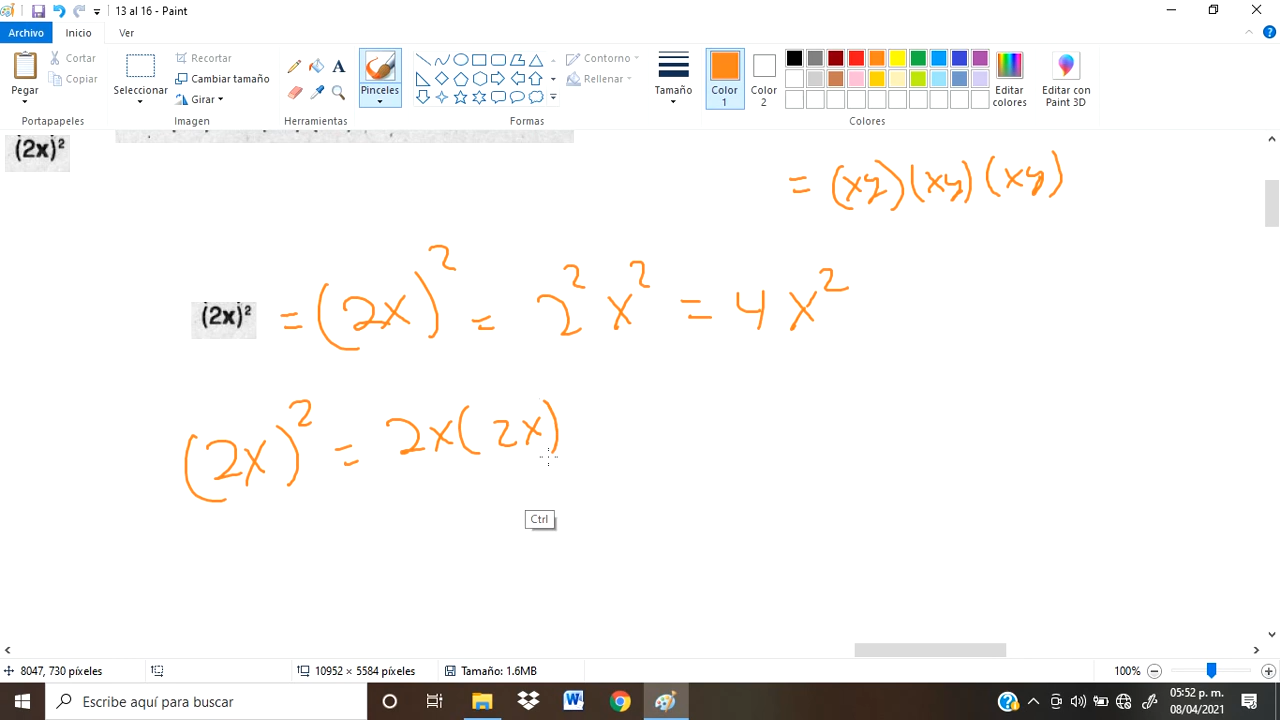 13 al 16 - Paint
Archivo Inicio Ver
Pegar Cortar Copiar Seleccionar Recortar Cambiar tamaño Girar Pinceles Contorno Rellenar Tamaño Color 1 Color 2 Editar colores Editar con Paint 3D
Portapapeles Imagen Herramientas Formas Colores
(2x)²
= (xy)(xy)(xy)
(2x)² = (2x)² = 2² x² = 4 x²
(2x)² = 2x(2x)
Ctrl
8047, 730 píxeles 10952 × 5584 píxeles Tamaño: 1.6MB 100%
Escribe aquí para buscar 05:52 p. m.
08/04/2021